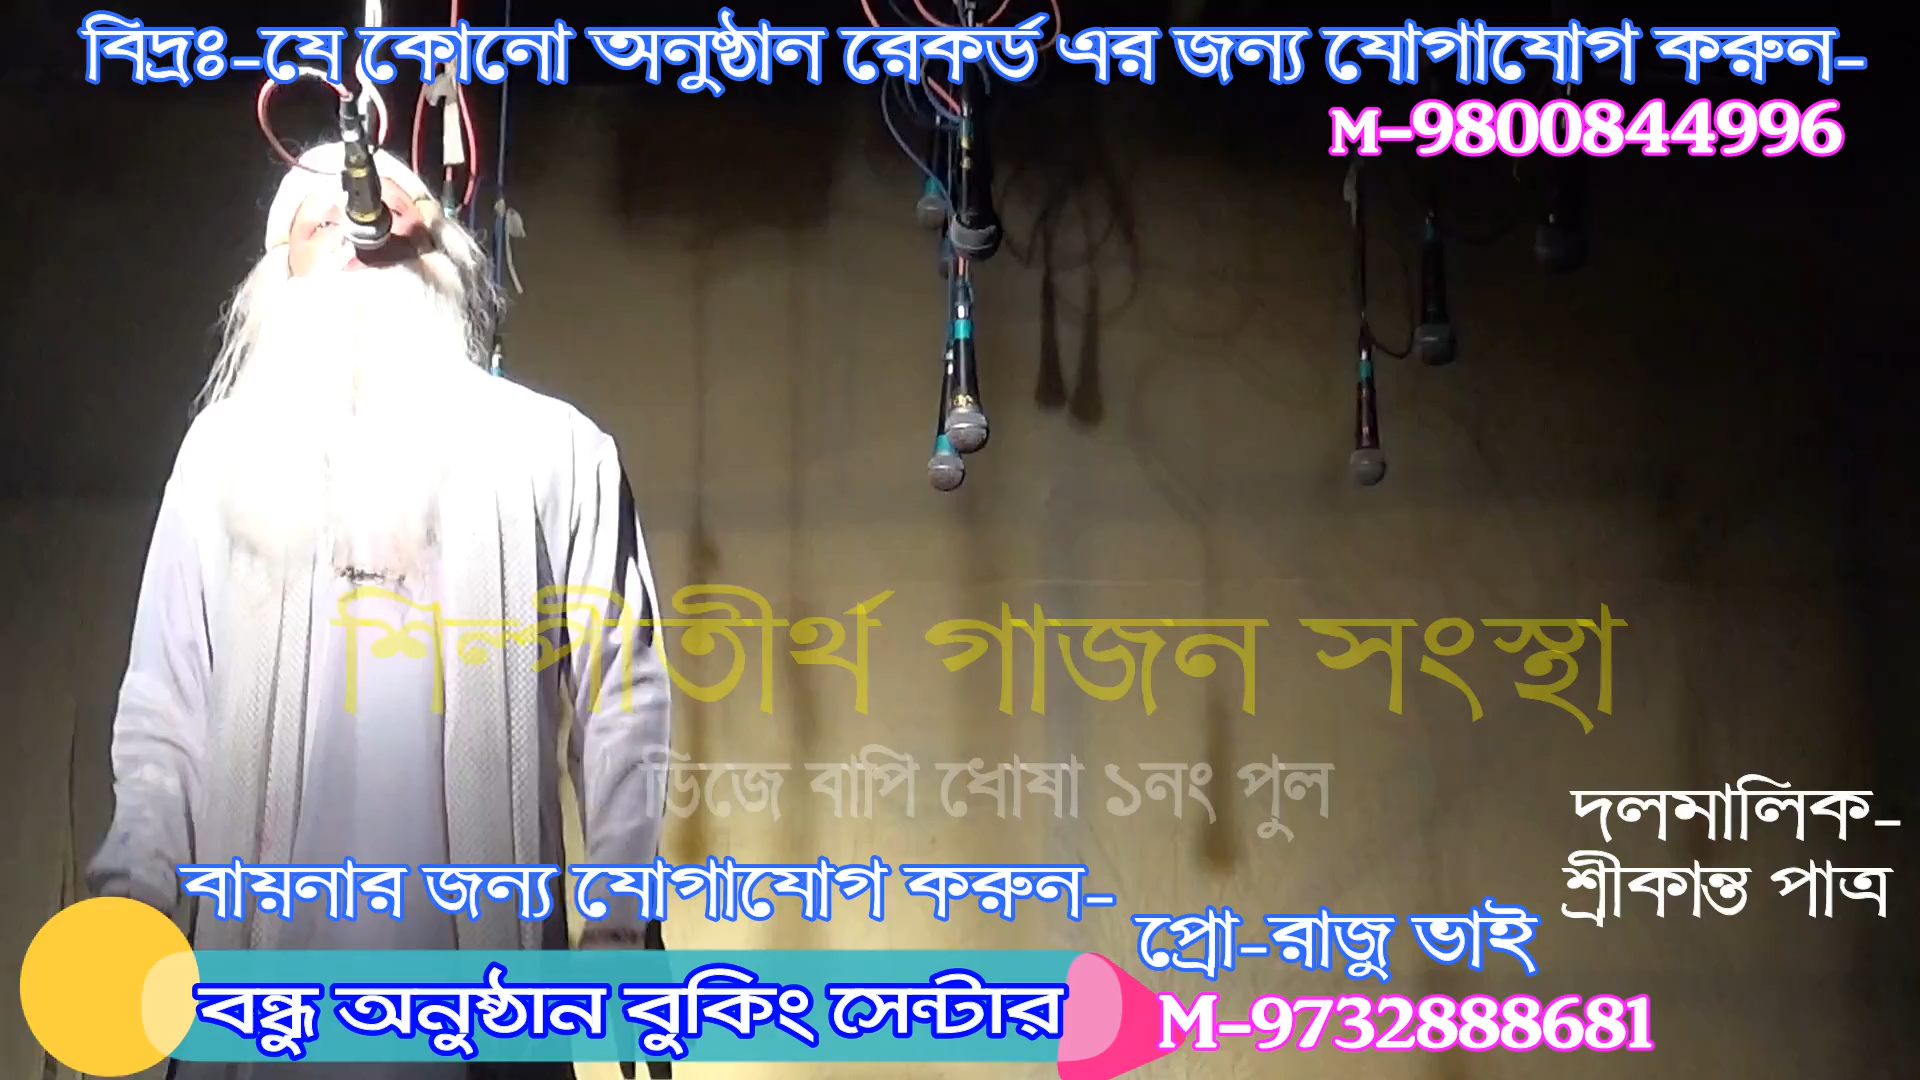 বিদ্রঃ-যে কোনো অনুষ্ঠান রেকর্ড এর জন্য যোগাযোগ করুন-
M-9800844996
শিল্পীতীর্থ গাজন সংস্থা
ডিজে বাপি ধোষা ১নং পুল
দলমালিক-
শ্রীকান্ত পাত্র
বায়নার জন্য যোগাযোগ করুন-
প্রো-রাজু ভাই
বন্ধু অনুষ্ঠান বুকিং সেন্টার
M-9732888681